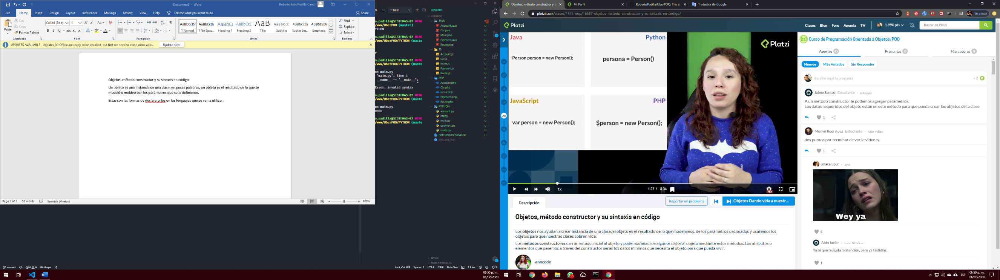 Document3 - Word
Roberto Iván Padilla Cano
File Home Insert Design Layout References Mailings Review View Help Tell me what you want to do
Share
Paste
Cut
Copy
Format Painter
Clipboard
Calibri (Body 11
Font
Paragraph
AaBbCcDc AaBbCcDc AaBbCc AaBbCcD AaB AaBbCcD AaBbCcDc AaBbCcDc
¶ Normal ¶ No Spac... Heading 1 Heading 2 Title Subtitle Subtle Em... Emphasis
Styles
Find
Replace
Select
Editing
UPDATES AVAILABLE Updates for Office are ready to be installed, but first we need to close some apps. Update now
Objetos, método constructor y su sintaxis en código
Un objeto es una instancia de una clase, en pocas palabras, un objeto es el resultado de lo que se
modeló o moldeó con los parámetros que se le definieron.
Estas son las formas de declarararlos en los lenguajes que se van a utilizar:
Page 1 of 1 52 words Spanish (Mexico) 100%
1: bash
o.padilla@SISTEMAS-02 MING
/www/UberPOO (master)
YTHON
o.padilla@SISTEMAS-02 MING
/www/UberPOO/PYTHON (maste
y
o.padilla@SISTEMAS-02 MING
/www/UberPOO/PYTHON (maste
on main.py
"main.py", line 1
__name__ == "__main__";
Error: invalid syntax
o.padilla@SISTEMAS-02 MING
/www/UberPOO/PYTHON (maste
on main.py
undo
o.padilla@SISTEMAS-02 MING
/www/UberPOO/PYTHON (maste
EXPLORER
UBERPOO
JAVA
Account.java U
Car.java U
Main.java U
Payment.java U
Route.java U
JS
Account.js U
Car.js U
index.js U
Payment.js U
Route.js U
PHP
Account.php U
Car.php U
index.php U
Payment.php U
Route.php U
PYTHON
account.py U
car.py U
main.py U
payment.py U
route.py U
notasimporvisadas.txt U
README.md
MYSQL
MAVEN PROJECTS
master* 0 0 Git Graph
Ln 4, Col 155 Spaces: 2 UTF-8 CRLF Plain Text 2.3 hrs 3
06:50 p. m.
06/02/2020
Objetos, método constructor y su
Mi Perfil
RobertoPadilla/UberPOO: This is
Traductor de Google
platzi.com/clases/1474-oop/16687-objetos-metodo-constructor-y-su-sintaxis-en-codigo/
En pausa
Platzi
Clases Blog Foro Agenda TV 1.990 pts Buscar en Platzi
Java
Person person = new Person();
Python
persona = Person()
JavaScript
var person = new Person();
PHP
$person = new Person();
Platzi
16
17
18
19
20
21
22
23
24
25
1x 1:27 / 8:34 HD
Descripción
Reportar un problema
Objetos Dando vida a nuestr...
Objetos, método constructor y su sintaxis en código
Los objetos nos ayudan a crear instancia de una clase, el objeto es el resultado de lo que modelamos, de los parámetros declarados y usaremos los
objetos para que nuestras clases cobren vida.
Los métodos constructores dan un estado inicial al objeto y podemos añadirle algunos datos al objeto mediante estos métodos. Los atributos o
elementos que pasemos a través del constructor serán los datos mínimos que necesita el objeto para que pueda vivir.
anncode
Curso de Programación Orientada a Objetos: POO
Aportes 45 Preguntas 0 Marcadores 0
Nuevos Más Votados Sin Responder
Escribe aquí tu pregunta +2
Jaime Santos Estudiante · anteayer
A un método constructor le podemos agregar parámetros.
Los datos requeridos del objeto están en este método para que pueda crear los objetos de la clase
1
Merlyn Rodríguez Estudiante · hace 9 días
dos puntos por terminar de ver le video :v
1
jmacalupur · ayer
Wey ya
4
Aldo Javier · hace 10 horas
Ya sé que te gusta la atención, pero ya fastidias.
1
13
ESP
06:50 p. m.
06/02/2020